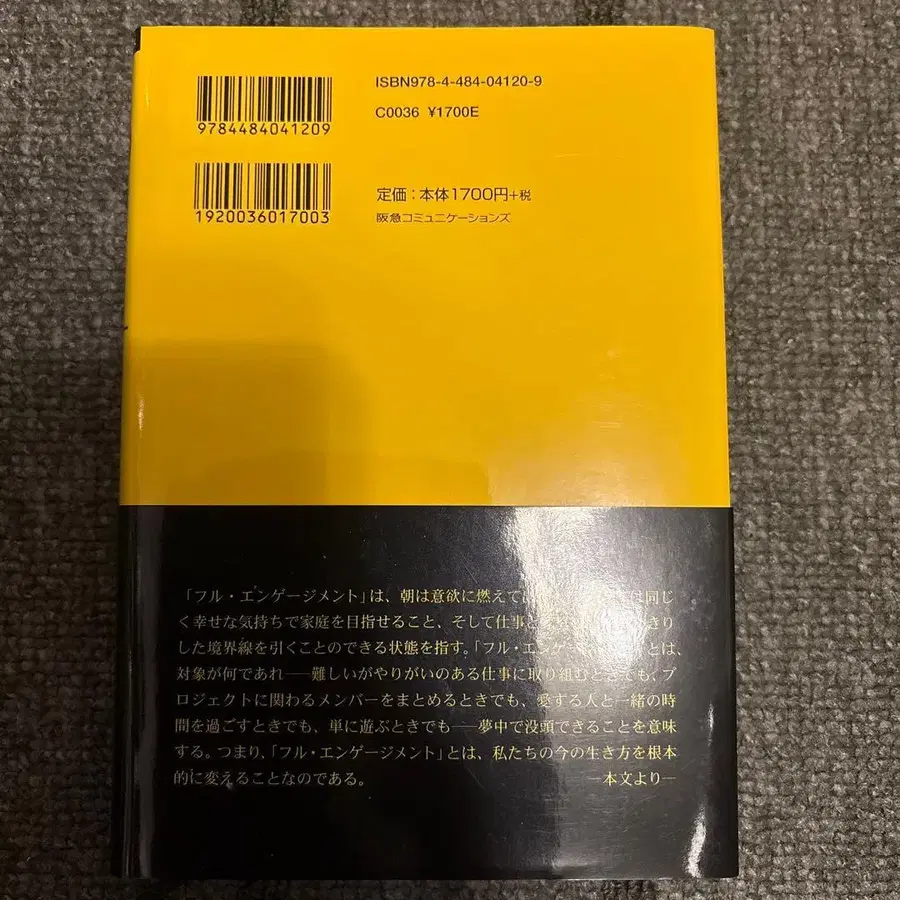 ISBN978-4-484-04120-9
C0036 ¥1700E
9784484041209
定価：本体1700円+税
阪急コミュニケーションズ
1920036017003
「フル・エンゲージメント」は、朝は意欲に燃えて は同じ
く幸せな気持ちで家庭を目指せること、そして仕事と きり
した境界線を引くことのできる状態を指す。「フル・エンゲー とは、
対象が何であれ──難しいがやりがいのある仕事に取り組むときでも、プ
ロジェクトに関わるメンバーをまとめるときでも、愛する人と一緒の時
間を過ごすときでも、単に遊ぶときでも──夢中で没頭できることを意味
する。つまり、「フル・エンゲージメント」とは、私たちの今の生き方を根本
的に変えることなのである。 ─本文より─